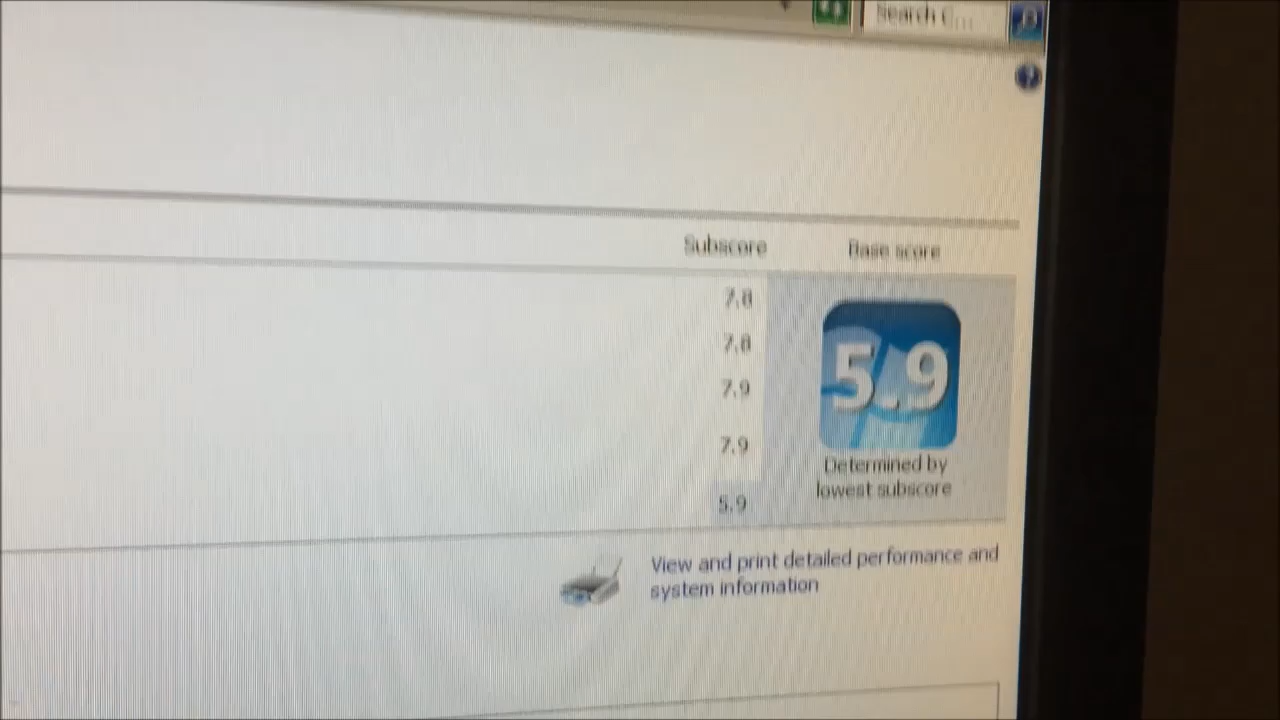 Search C...
Subscore Base score
7.8
7.8
7.9
7.9
5.9
5.9
Determined by
lowest subscore
View and print detailed performance and
system information